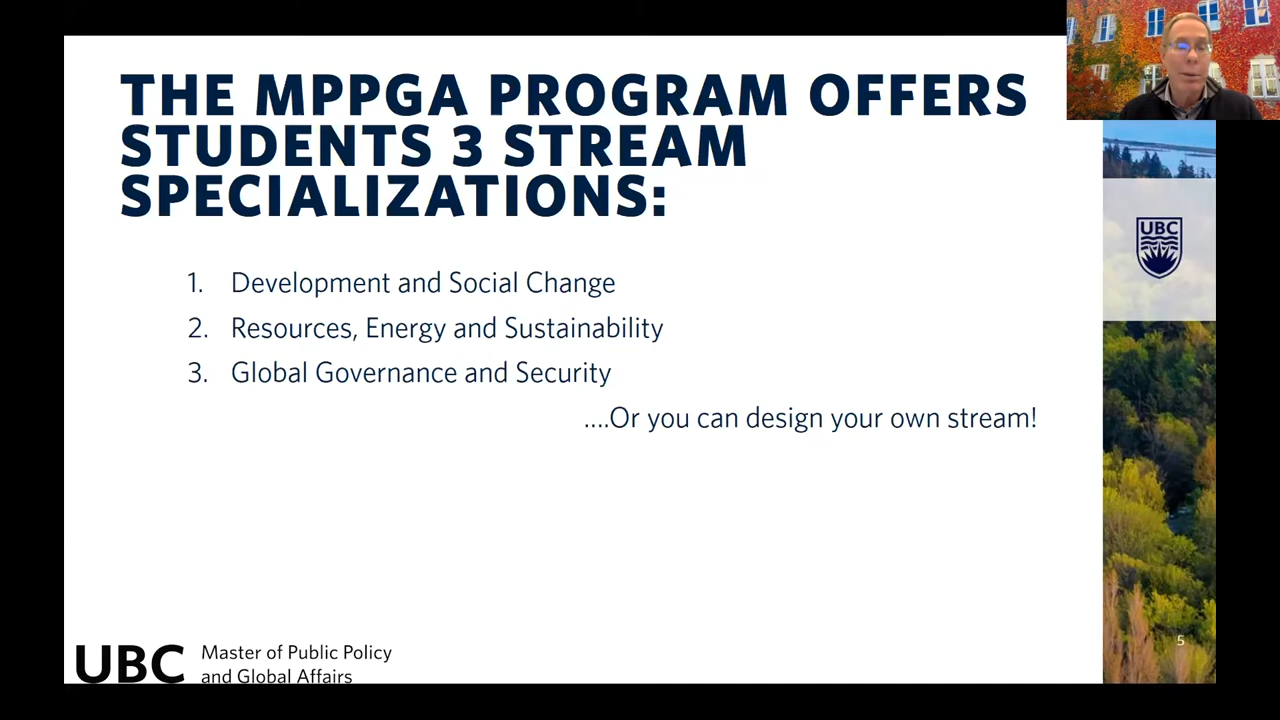 THE MPPGA PROGRAM OFFERS
STUDENTS 3 STREAM
SPECIALIZATIONS:
1. Development and Social Change
2. Resources, Energy and Sustainability
3. Global Governance and Security
....Or you can design your own stream!
UBC
5
UBC
Master of Public Policy
and Global Affairs